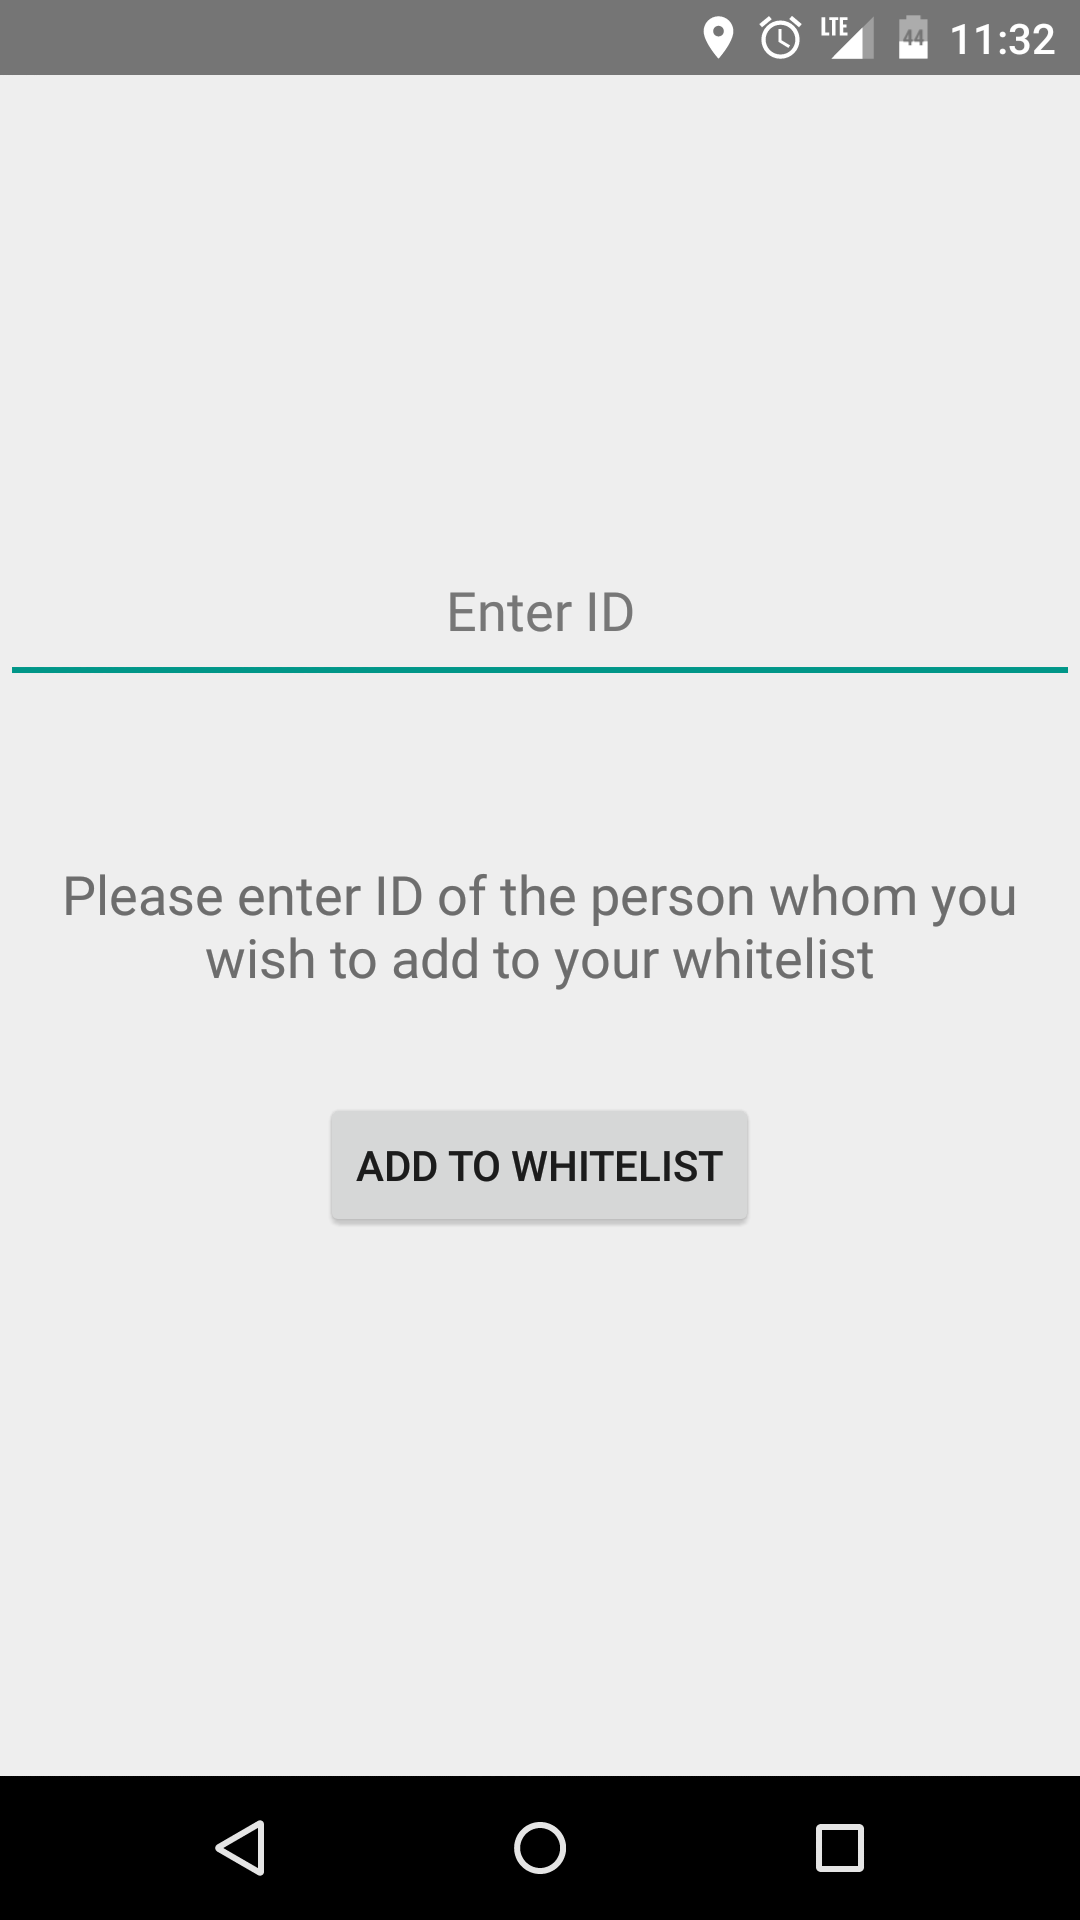 LTE 44 11:32
Enter ID
Please enter ID of the person whom you
wish to add to your whitelist
ADD TO WHITELIST